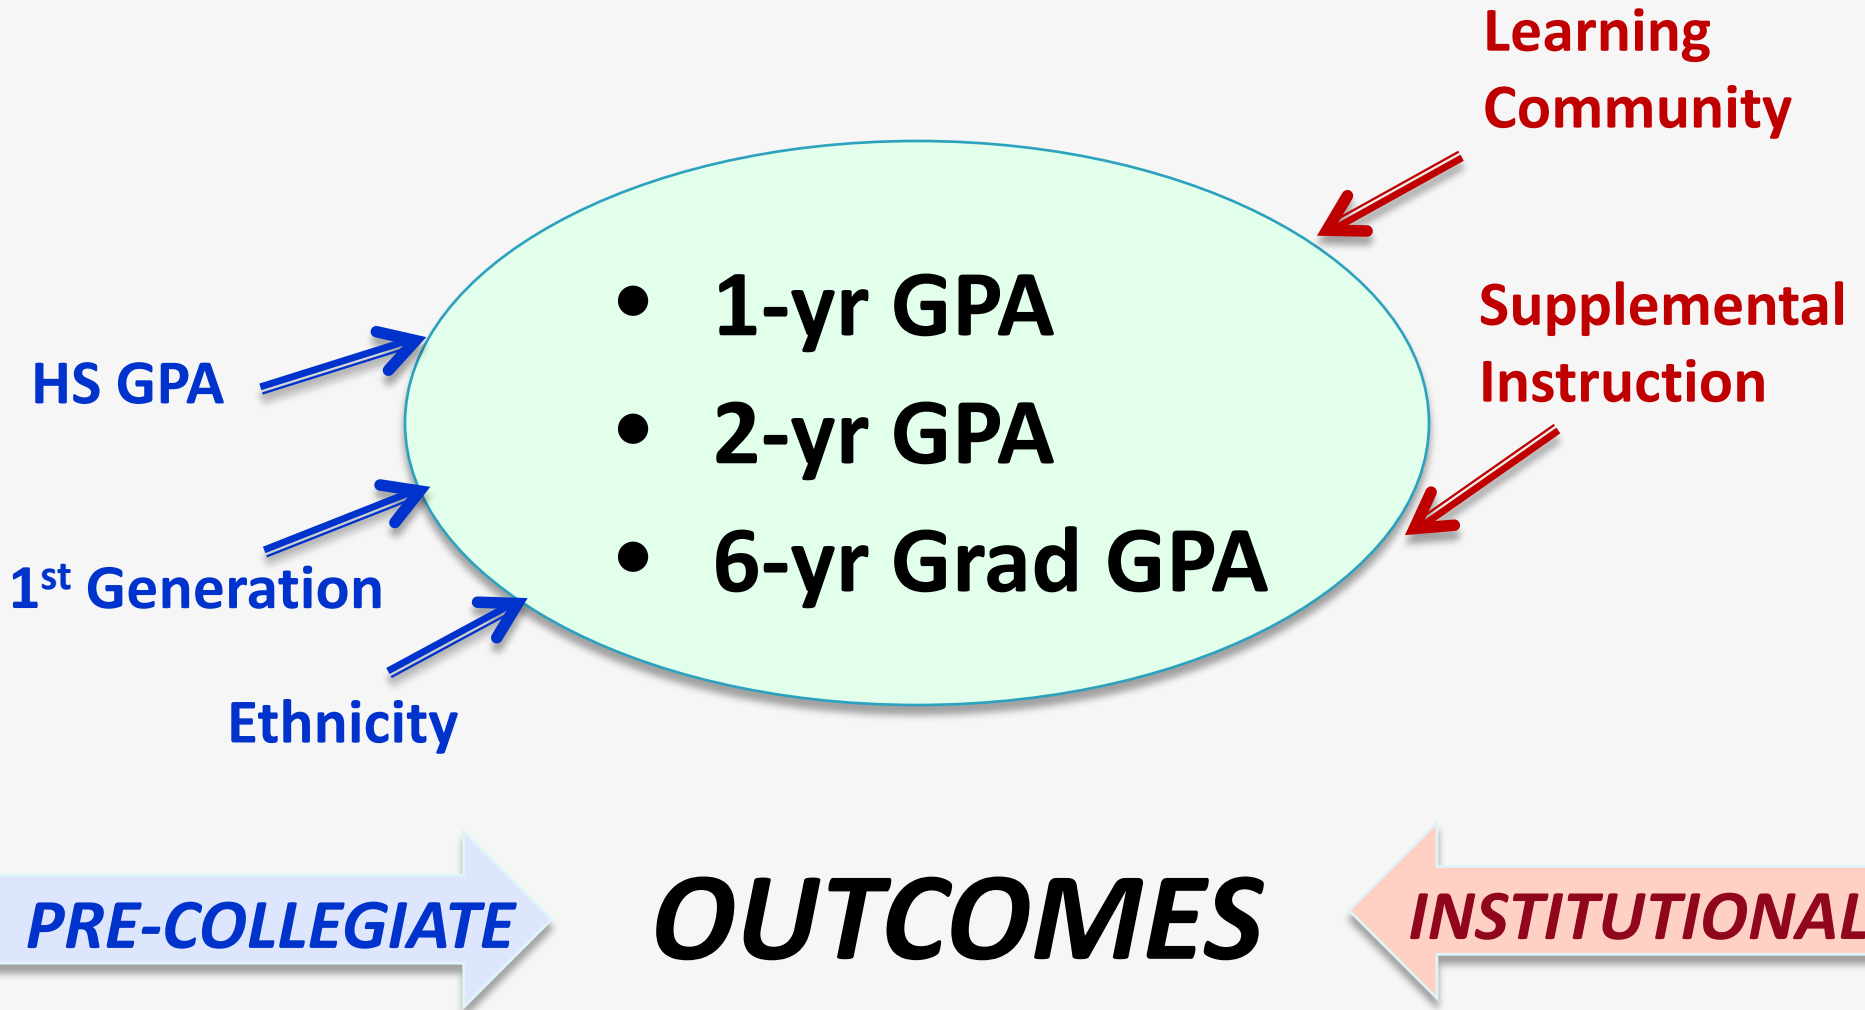 Learning
Community
• 1-yr GPA
• 2-yr GPA
• 6-yr Grad GPA
Supplemental
Instruction
HS GPA
1st Generation
Ethnicity
PRE-COLLEGIATE
OUTCOMES
INSTITUTIONAL